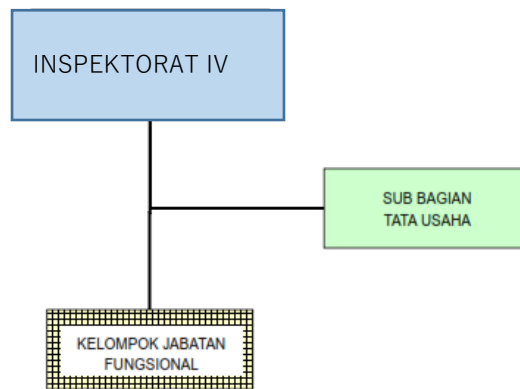 INSPEKTORAT IV
SUB BAGIAN
TATA USAHA
KELOMPOK JABATAN
FUNGSIONAL